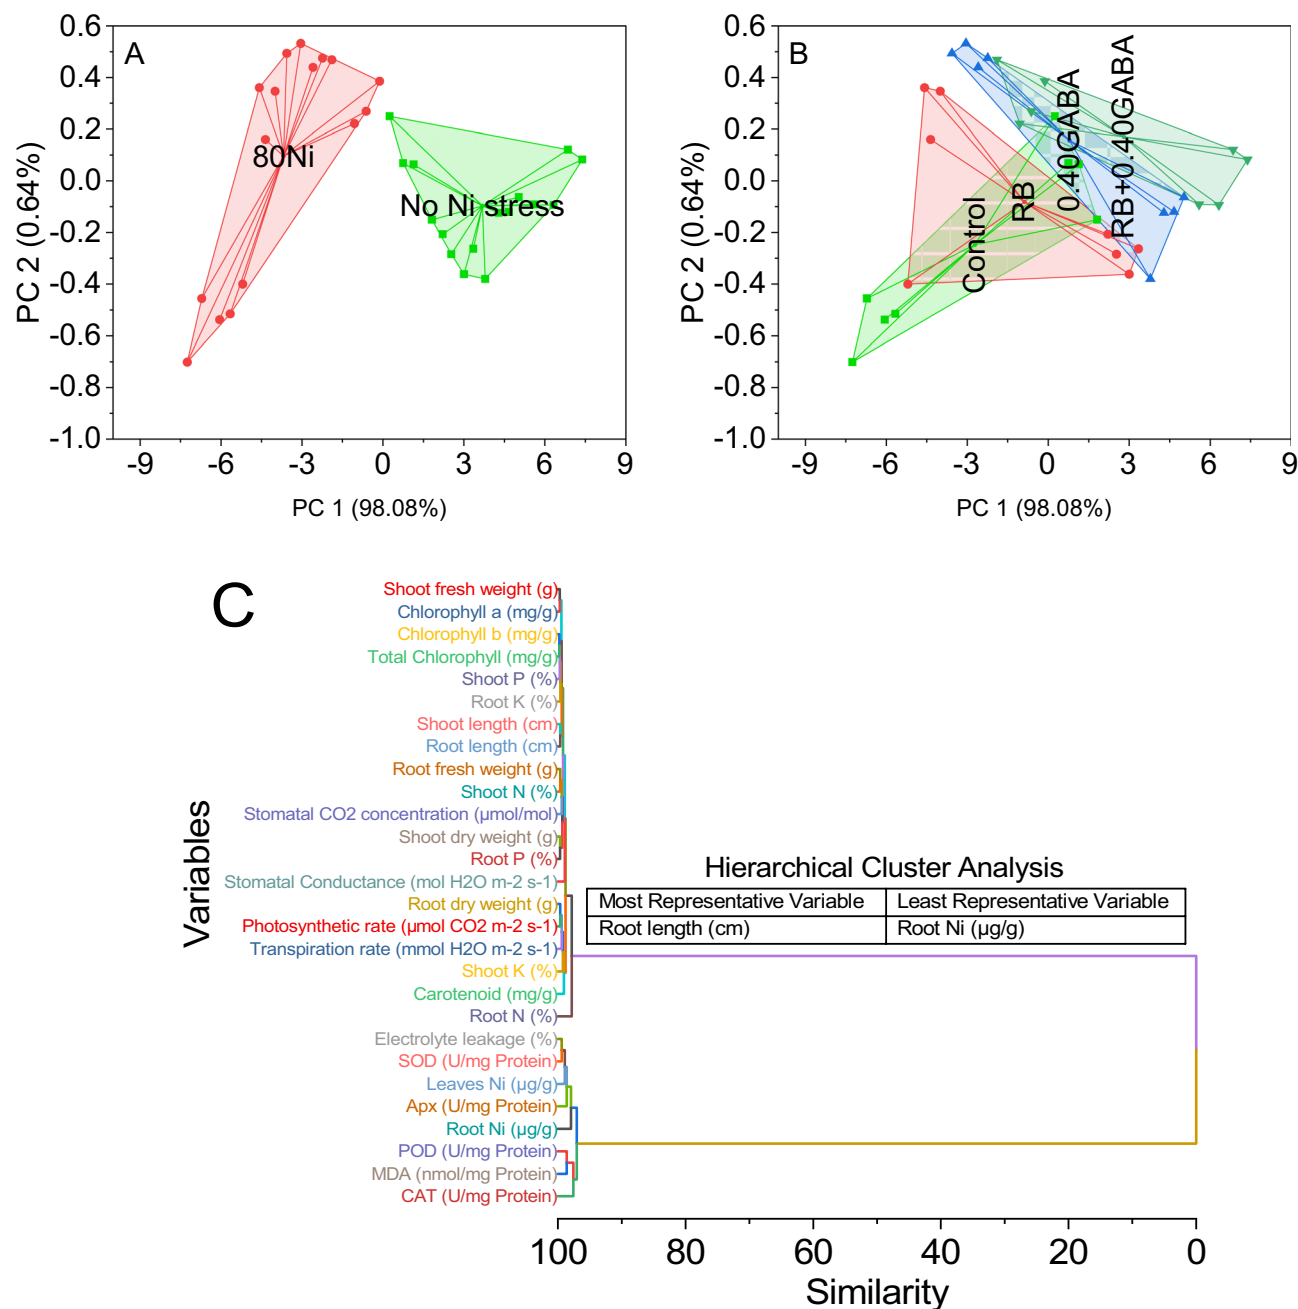 A
0.6
0.4
0.2
0.0
-0.2
-0.4
-0.6
-0.8
-1.0
PC 2 (0.64%)
80Ni
No Ni stress
-9 -6 -3 0 3 6 9
PC 1 (98.08%)
B
0.6
0.4
0.2
0.0
-0.2
-0.4
-0.6
-0.8
-1.0
PC 2 (0.64%)
Control
RB
0.40GABA
RB+0.40GABA
-9 -6 -3 0 3 6 9
PC 1 (98.08%)
C
Variables
Shoot fresh weight (g)
Chlorophyll a (mg/g)
Chlorophyll b (mg/g)
Total Chlorophyll (mg/g)
Shoot P (%)
Root K (%)
Shoot length (cm)
Root length (cm)
Root fresh weight (g)
Shoot N (%)
Stomatal CO2 concentration (µmol/mol)
Shoot dry weight (g)
Root P (%)
Stomatal Conductance (mol H2O m-2 s-1)
Root dry weight (g)
Photosynthetic rate (µmol CO2 m-2 s-1)
Transpiration rate (mmol H2O m-2 s-1)
Shoot K (%)
Carotenoid (mg/g)
Root N (%)
Electrolyte leakage (%)
SOD (U/mg Protein)
Leaves Ni (µg/g)
Apx (U/mg Protein)
Root Ni (µg/g)
POD (U/mg Protein)
MDA (nmol/mg Protein)
CAT (U/mg Protein)
Hierarchical Cluster Analysis
Most Representative Variable Least Representative Variable
Root length (cm) Root Ni (µg/g)
100 80 60 40 20 0
Similarity